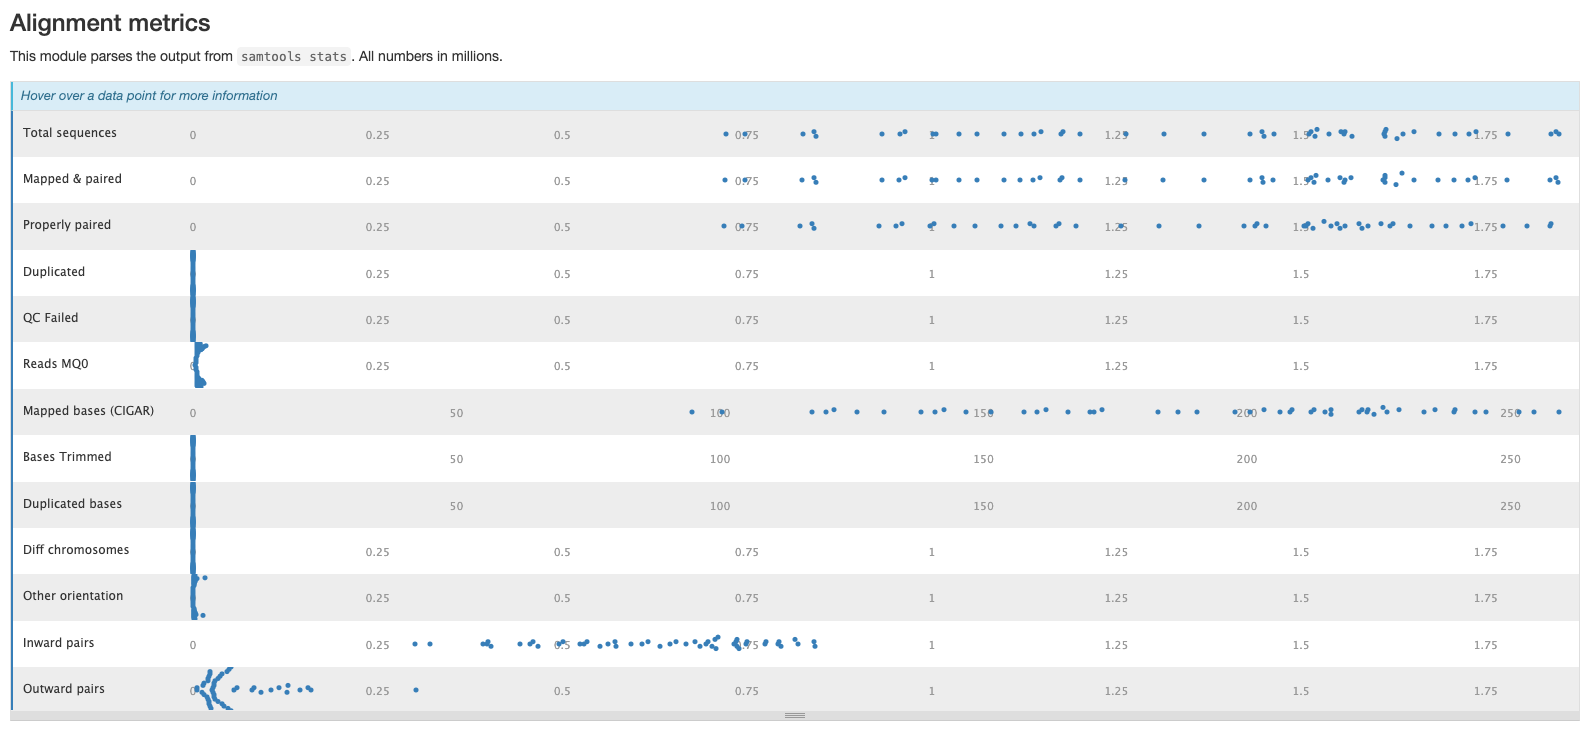 Alignment metrics
This module parses the output from samtools stats. All numbers in millions.
Hover over a data point for more information
Total sequences 0 0.25 0.5 0.75 1 1.25 1.5 1.75
Mapped & paired 0 0.25 0.5 0.75 1 1.25 1.5 1.75
Properly paired 0 0.25 0.5 0.75 1 1.25 1.5 1.75
Duplicated 0.25 0.5 0.75 1 1.25 1.5 1.75
QC Failed 0.25 0.5 0.75 1 1.25 1.5 1.75
Reads MQ0 0 0.25 0.5 0.75 1 1.25 1.5 1.75
Mapped bases (CIGAR) 0 50 100 150 200 250
Bases Trimmed 50 100 150 200 250
Duplicated bases 50 100 150 200 250
Diff chromosomes 0.25 0.5 0.75 1 1.25 1.5 1.75
Other orientation 0.25 0.5 0.75 1 1.25 1.5 1.75
Inward pairs 0 0.25 0.5 0.75 1 1.25 1.5 1.75
Outward pairs 0 0.25 0.5 0.75 1 1.25 1.5 1.75